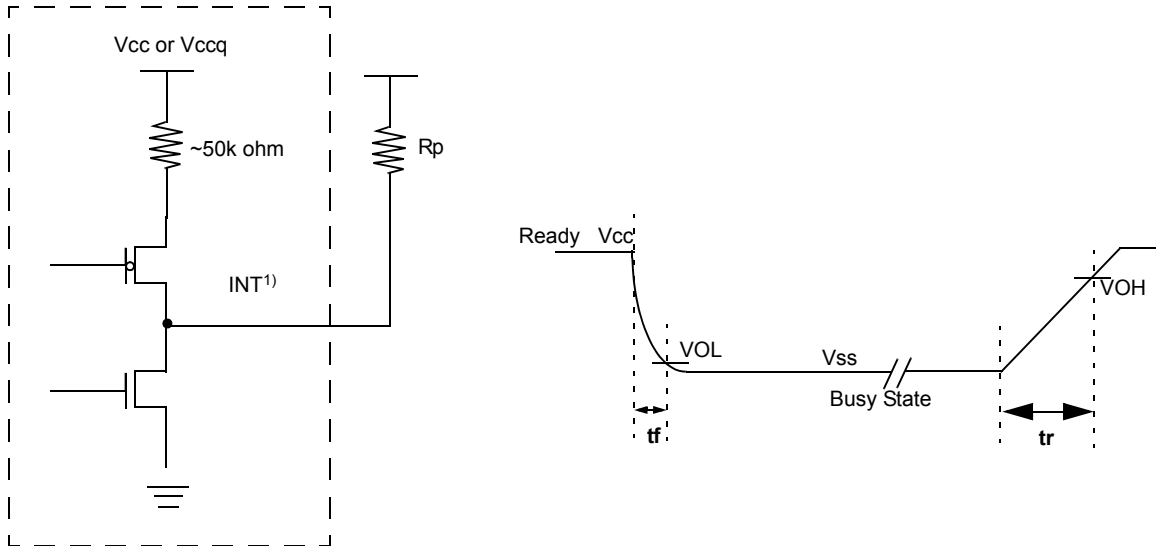 Vcc or Vccq
~50k ohm
Rp
INT1)
Ready Vcc
VOL
Vss
Busy State
VOH
tf
tr